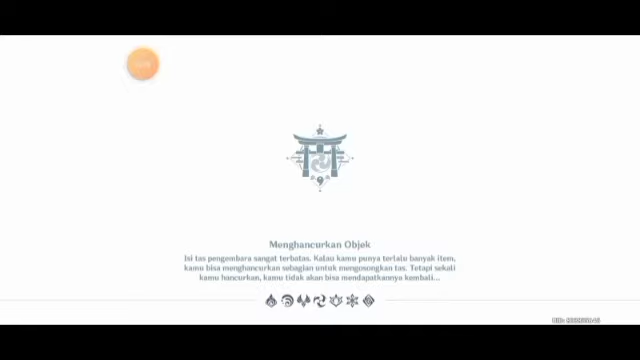 Menghancurkan Objek
Isi tas pengembara sangat terbatas. Kalau kamu punya terlalu banyak item,
kamu bisa menghancurkan sebagian untuk mengosongkan tas. Tetapi sekali
kamu hancurkan, kamu tidak akan bisa mendapatkannya kembali...